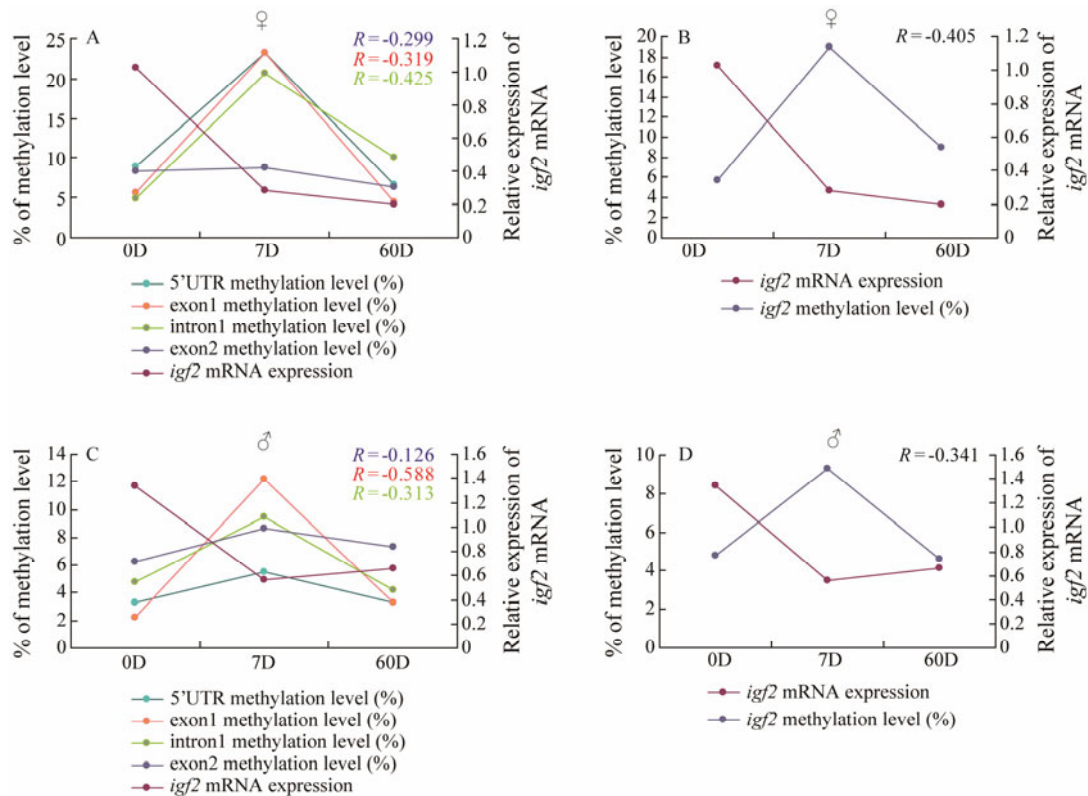 A
♀
R=-0.299
R=-0.319
R=-0.425
% of methylation level
25
20
15
10
5
0
0D 7D 60D
1.2
1.0
0.8
0.6
0.4
0.2
0
Relative expression of
igf2 mRNA
5'UTR methylation level (%)
exon1 methylation level (%)
intron1 methylation level (%)
exon2 methylation level (%)
igf2 mRNA expression
B
♀
R=-0.405
% of methylation level
20
18
16
14
12
10
8
6
4
2
0
0D 7D 60D
1.2
1.0
0.8
0.6
0.4
0.2
0
Relative expression of
igf2 mRNA
igf2 mRNA expression
igf2 methylation level (%)
C
♂
R=-0.126
R=-0.588
R=-0.313
% of methylation level
14
12
10
8
6
4
2
0
0D 7D 60D
1.6
1.4
1.2
1.0
0.8
0.6
0.4
0.2
0
Relative expression of
igf2 mRNA
5'UTR methylation level (%)
exon1 methylation level (%)
intron1 methylation level (%)
exon2 methylation level (%)
igf2 mRNA expression
D
♂
R=-0.341
% of methylation level
10
8
6
4
2
0
0D 7D 60D
1.6
1.4
1.2
1.0
0.8
0.6
0.4
0.2
0
Relative expression of
igf2 mRNA
igf2 mRNA expression
igf2 methylation level (%)